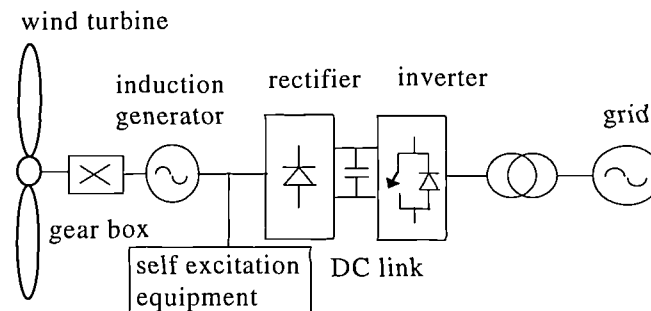 wind turbine
induction
generator
rectifier
inverter
grid
gear box
self excitation
equipment
DC link